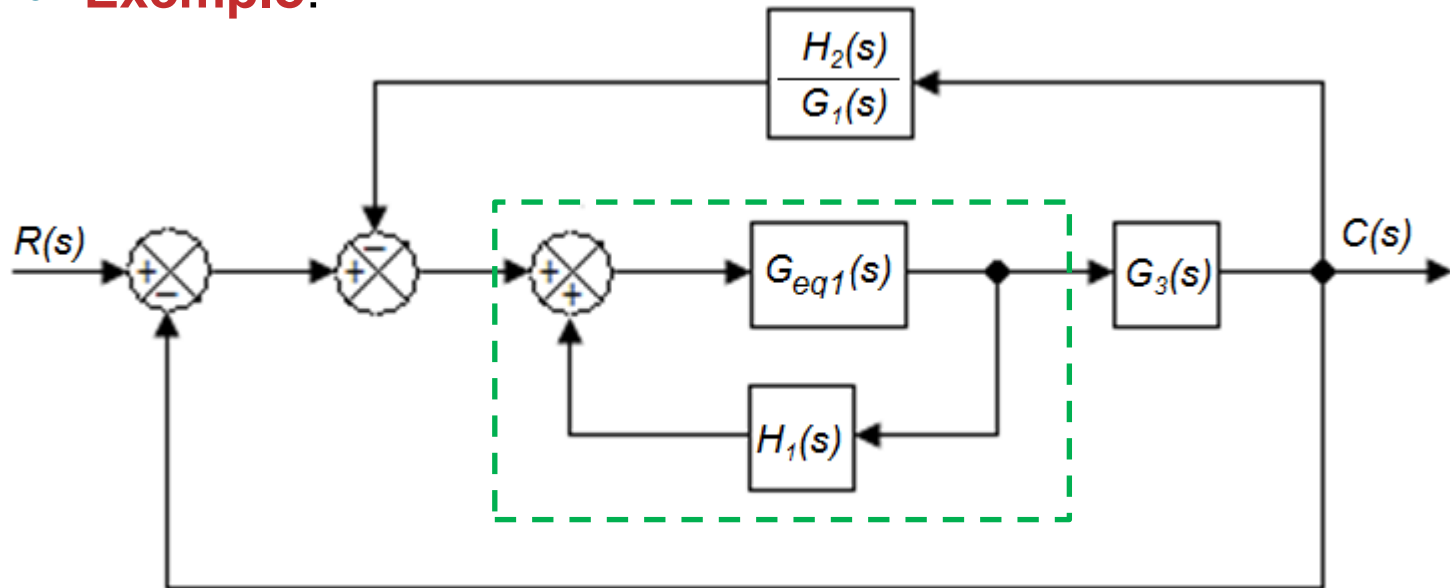 • Exemplo:
H2(s)
G1(s)
R(s)
+
−
+
−
+
+
Geq1(s)
G3(s)
C(s)
H1(s)